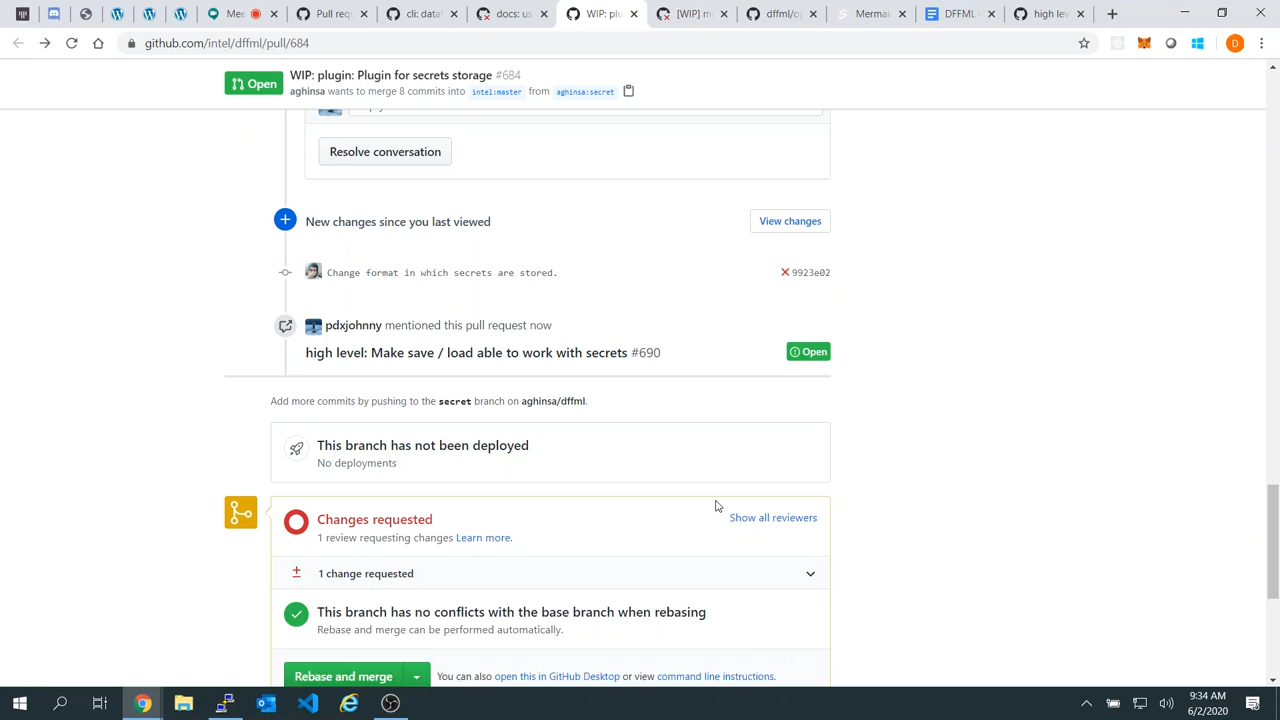 Mee
Pull req
cli: data
docs: us
WIP: plu
[WIP] m
dffml/op
Merman
DFFML
high lev
github.com/intel/dffml/pull/684
D
Open
WIP: plugin: Plugin for secrets storage #684
aghinsa wants to merge 8 commits into intel:master from aghinsa:secret
Resolve conversation
New changes since you last viewed
View changes
Change format in which secrets are stored.
9923e02
pdxjohnny mentioned this pull request now
high level: Make save / load able to work with secrets #690
Open
Add more commits by pushing to the secret branch on aghinsa/dffml.
This branch has not been deployed
No deployments
Changes requested
Show all reviewers
1 review requesting changes Learn more.
1 change requested
This branch has no conflicts with the base branch when rebasing
Rebase and merge can be performed automatically.
Rebase and merge
You can also open this in GitHub Desktop or view command line instructions.
9:34 AM
6/2/2020